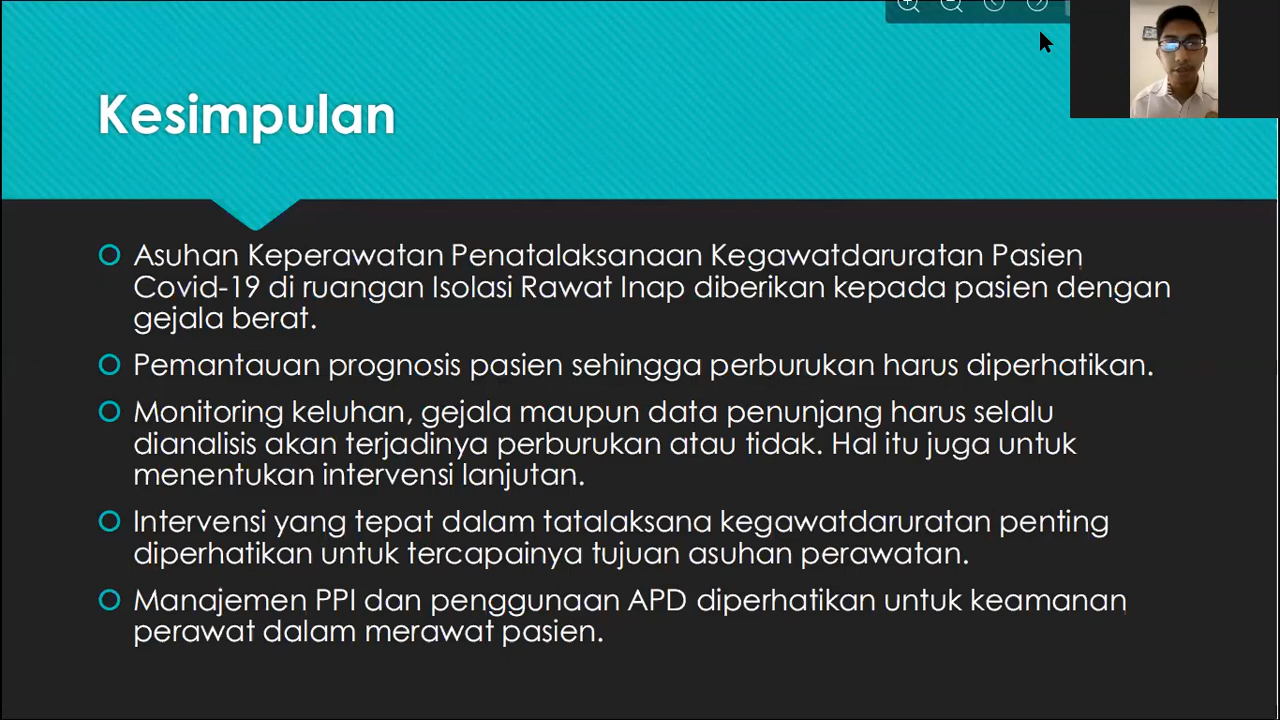 Kesimpulan
Asuhan Keperawatan Penatalaksanaan Kegawatdaruratan Pasien
Covid-19 di ruangan Isolasi Rawat Inap diberikan kepada pasien dengan
gejala berat.
Pemantauan prognosis pasien sehingga perburukan harus diperhatikan.
Monitoring keluhan, gejala maupun data penunjang harus selalu
dianalisis akan terjadinya perburukan atau tidak. Hal itu juga untuk
menentukan intervensi lanjutan.
Intervensi yang tepat dalam tatalaksana kegawatdaruratan penting
diperhatikan untuk tercapainya tujuan asuhan perawatan.
Manajemen PPI dan penggunaan APD diperhatikan untuk keamanan
perawat dalam merawat pasien.